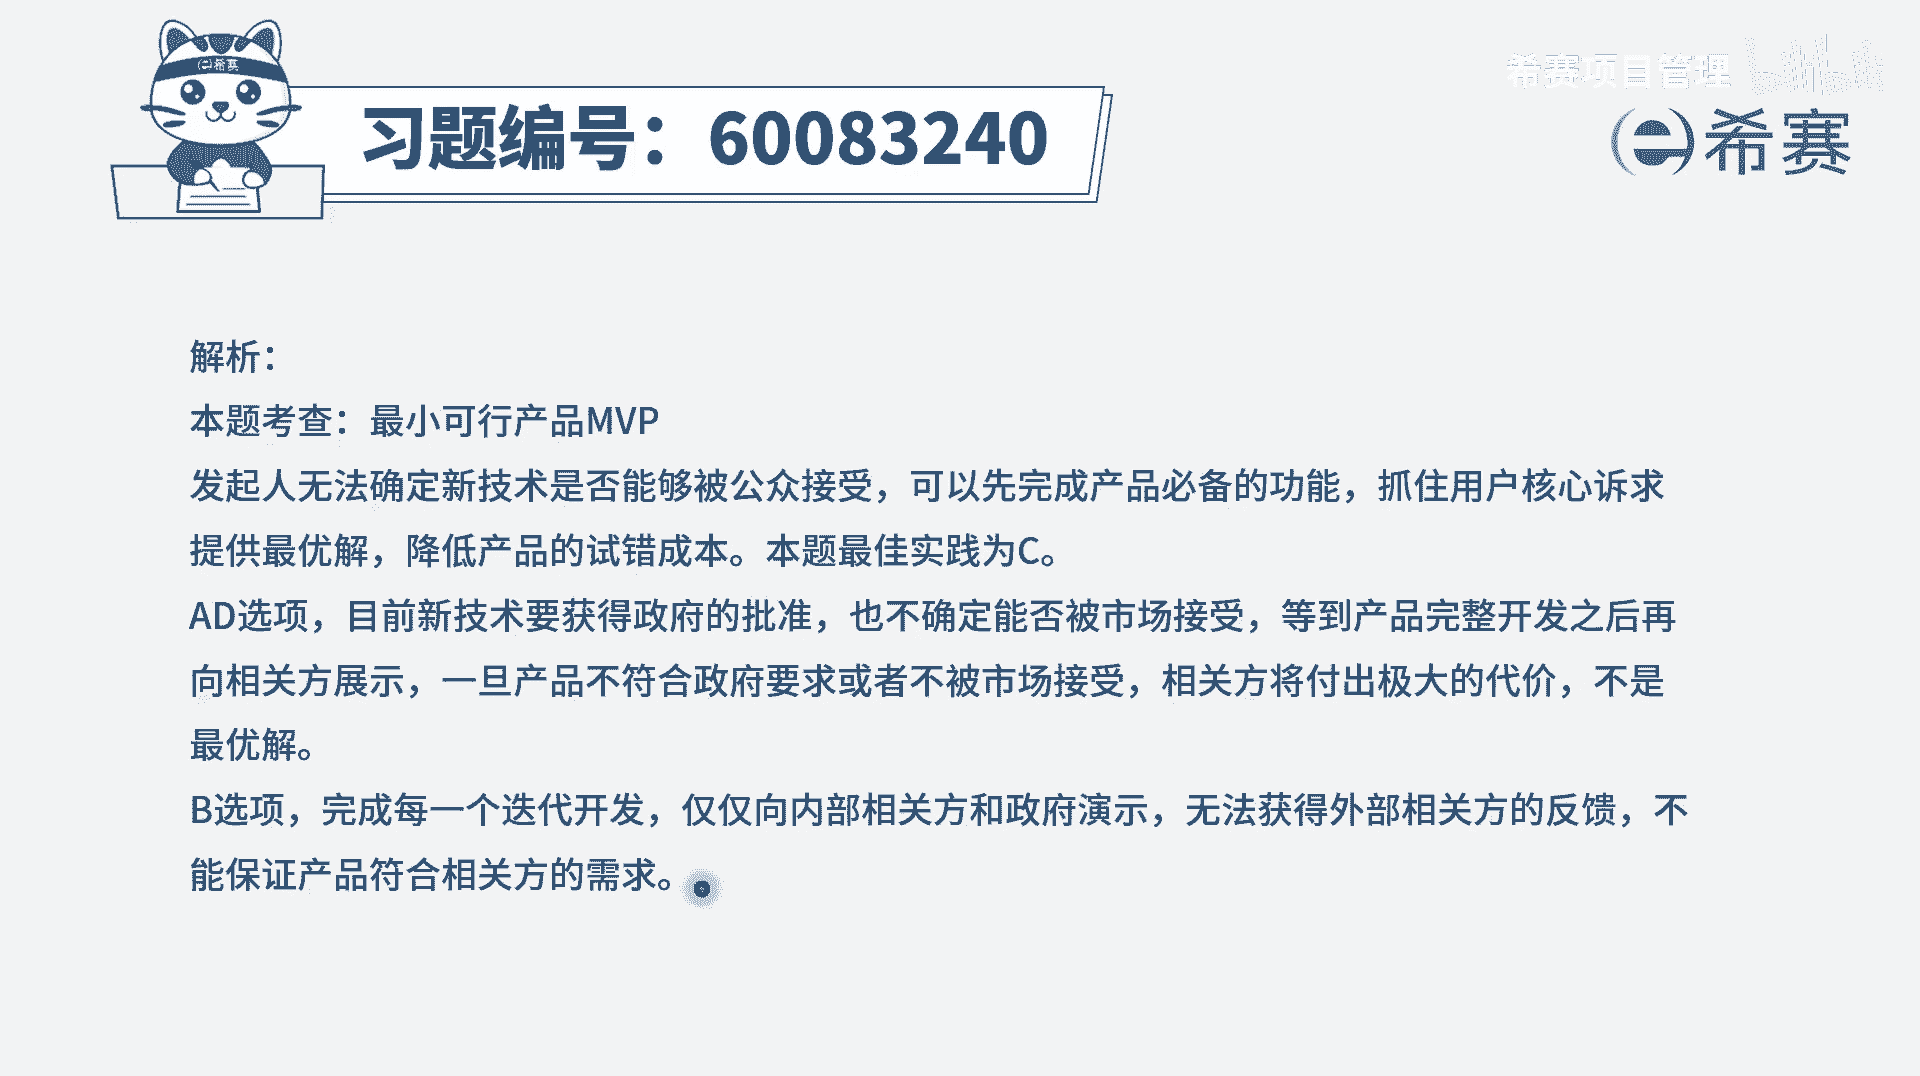 希赛项目管理 bilibili
e希赛
习题编号：60083240
e希赛
解析：
本题考查：最小可行产品MVP
发起人无法确定新技术是否能够被公众接受，可以先完成产品必备的功能，抓住用户核心诉求
提供最优解，降低产品的试错成本。本题最佳实践为C。
AD选项，目前新技术要获得政府的批准，也不确定能否被市场接受，等到产品完整开发之后再
向相关方展示，一旦产品不符合政府要求或者不被市场接受，相关方将付出极大的代价，不是
最优解。
B选项，完成每一个迭代开发，仅仅向内部相关方和政府演示，无法获得外部相关方的反馈，不
能保证产品符合相关方的需求。